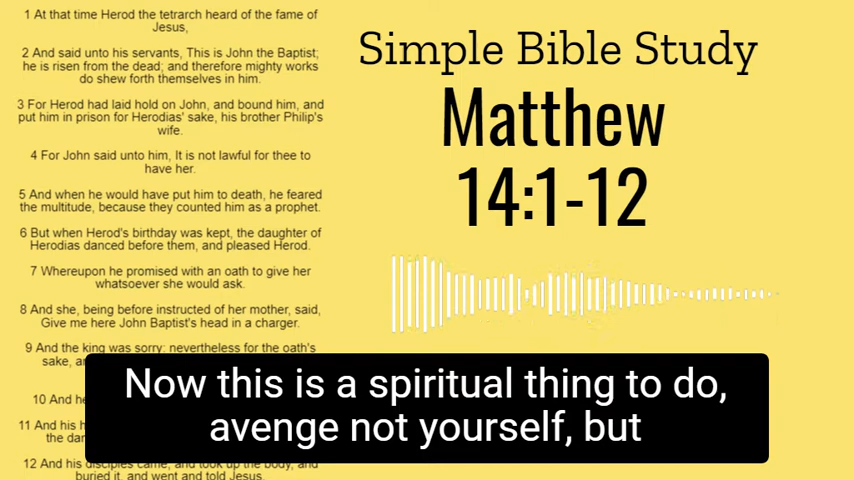 1 At that time Herod the tetrarch heard of the fame of
Jesus,
2 And said unto his servants, This is John the Baptist;
he is risen from the dead; and therefore mighty works
do shew forth themselves in him.
3 For Herod had laid hold on John, and bound him, and
put him in prison for Herodias' sake, his brother Philip's
wife.
4 For John said unto him, It is not lawful for thee to
have her.
5 And when he would have put him to death, he feared
the multitude, because they counted him as a prophet.
6 But when Herod's birthday was kept, the daughter of
Herodias danced before them, and pleased Herod.
7 Whereupon he promised with an oath to give her
whatsoever she would ask.
8 And she, being before instructed of her mother, said,
Give me here John Baptist's head in a charger.
9 And the king was sorry: nevertheless for the oath's
sake,
10 And
11 And his
the
12 And his disciples came, and took up the body, and
buried it, and went and told Jesus.
Simple Bible Study
Matthew
14:1-12
Now this is a spiritual thing to do,
avenge not yourself, but